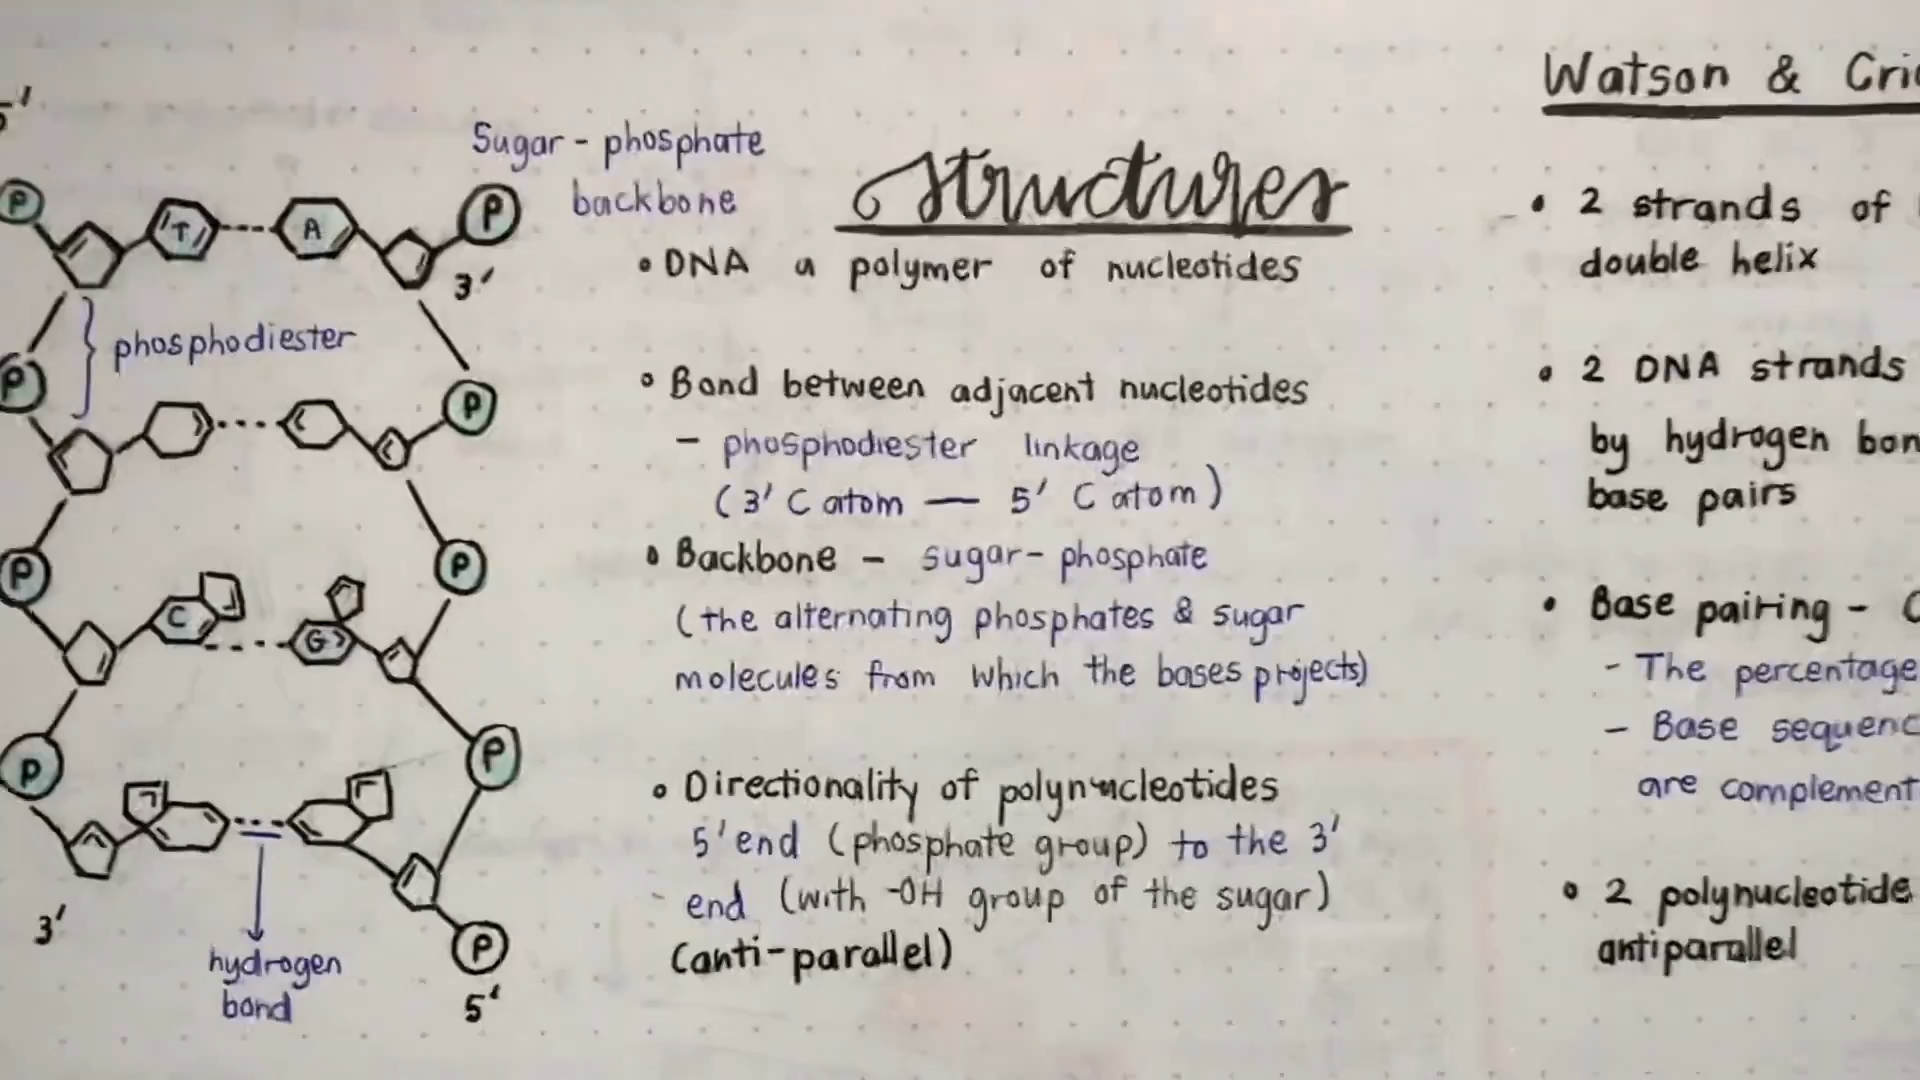 5'
P
T
A
P
3'
Sugar - phosphate
backbone
phosphodiester
P
P
P
C
G
P
P
P
3'
hydrogen
bond
P
5'
structures
• DNA a polymer of nucleotides
• Bond between adjacent nucleotides
- phosphodiester linkage
(3' C atom — 5' C atom)
• Backbone - sugar-phosphate
(the alternating phosphates & sugar
molecules from which the bases projects)
• Directionality of polynucleotides
5' end (phosphate group) to the 3'
end (with -OH group of the sugar)
(anti-parallel)
Watson &
• 2 strands of
double helix
• 2 DNA strands
by hydrogen
base pairs
• Base pairing -
- The percentage
- Base
are
• 2 polynucleotide
antiparallel